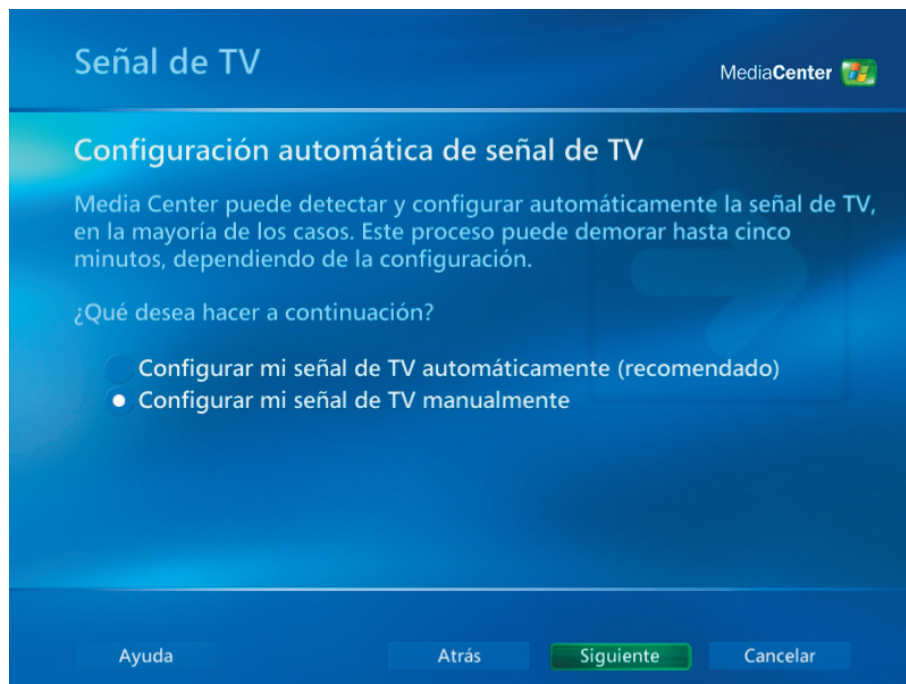 Señal de TV
MediaCenter
Configuración automática de señal de TV
Media Center puede detectar y configurar automáticamente la señal de TV,
en la mayoría de los casos. Este proceso puede demorar hasta cinco
minutos, dependiendo de la configuración.
¿Qué desea hacer a continuación?
Configurar mi señal de TV automáticamente (recomendado)
Configurar mi señal de TV manualmente
Ayuda
Atrás
Siguiente
Cancelar